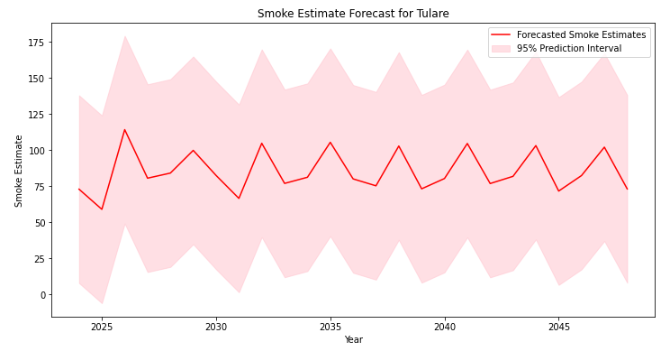 Smoke Estimate Forecast for Tulare
Forecasted Smoke Estimates
95% Prediction Interval
Smoke Estimate
175
150
125
100
75
50
25
0
2025
2030
2035
2040
2045
Year